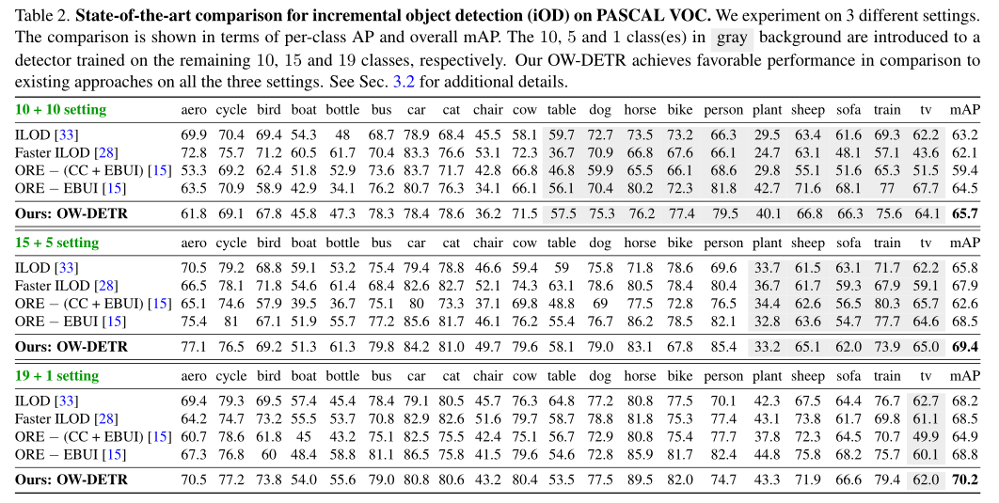 Table 2. State-of-the-art comparison for incremental object detection (iOD) on PASCAL VOC. We experiment on 3 different settings.
The comparison is shown in terms of per-class AP and overall mAP. The 10, 5 and 1 class(es) in gray background are introduced to a
detector trained on the remaining 10, 15 and 19 classes, respectively. Our OW-DETR achieves favorable performance in comparison to
existing approaches on all the three settings. See Sec. 3.2 for additional details.
10 + 10 setting aero cycle bird boat bottle bus car cat chair cow table dog horse bike person plant sheep sofa train tv mAP
ILOD [33] 69.9 70.4 69.4 54.3 48 68.7 78.9 68.4 45.5 58.1 59.7 72.7 73.5 73.2 66.3 29.5 63.4 61.6 69.3 62.2 63.2
Faster ILOD [28] 72.8 75.7 71.2 60.5 61.7 70.4 83.3 76.6 53.1 72.3 36.7 70.9 66.8 67.6 66.1 24.7 63.1 48.1 57.1 43.6 62.1
ORE − (CC + EBUI) [15] 53.3 69.2 62.4 51.8 52.9 73.6 83.7 71.7 42.8 66.8 46.8 59.9 65.5 66.1 68.6 29.8 55.1 51.6 65.3 51.5 59.4
ORE − EBUI [15] 63.5 70.9 58.9 42.9 34.1 76.2 80.7 76.3 34.1 66.1 56.1 70.4 80.2 72.3 81.8 42.7 71.6 68.1 77 67.7 64.5
Ours: OW-DETR 61.8 69.1 67.8 45.8 47.3 78.3 78.4 78.6 36.2 71.5 57.5 75.3 76.2 77.4 79.5 40.1 66.8 66.3 75.6 64.1 65.7
15 + 5 setting aero cycle bird boat bottle bus car cat chair cow table dog horse bike person plant sheep sofa train tv mAP
ILOD [33] 70.5 79.2 68.8 59.1 53.2 75.4 79.4 78.8 46.6 59.4 59 75.8 71.8 78.6 69.6 33.7 61.5 63.1 71.7 62.2 65.8
Faster ILOD [28] 66.5 78.1 71.8 54.6 61.4 68.4 82.6 82.7 52.1 74.3 63.1 78.6 80.5 78.4 80.4 36.7 61.7 59.3 67.9 59.1 67.9
ORE − (CC + EBUI) [15] 65.1 74.6 57.9 39.5 36.7 75.1 80 73.3 37.1 69.8 48.8 69 77.5 72.8 76.5 34.4 62.6 56.5 80.3 65.7 62.6
ORE − EBUI [15] 75.4 81 67.1 51.9 55.7 77.2 85.6 81.7 46.1 76.2 55.4 76.7 86.2 78.5 82.1 32.8 63.6 54.7 77.7 64.6 68.5
Ours: OW-DETR 77.1 76.5 69.2 51.3 61.3 79.8 84.2 81.0 49.7 79.6 58.1 79.0 83.1 67.8 85.4 33.2 65.1 62.0 73.9 65.0 69.4
19 + 1 setting aero cycle bird boat bottle bus car cat chair cow table dog horse bike person plant sheep sofa train tv mAP
ILOD [33] 69.4 79.3 69.5 57.4 45.4 78.4 79.1 80.5 45.7 76.3 64.8 77.2 80.8 77.5 70.1 42.3 67.5 64.4 76.7 62.7 68.2
Faster ILOD [28] 64.2 74.7 73.2 55.5 53.7 70.8 82.9 82.6 51.6 79.7 58.7 78.8 81.8 75.3 77.4 43.1 73.8 61.7 69.8 61.1 68.5
ORE − (CC + EBUI) [15] 60.7 78.6 61.8 45 43.2 75.1 82.5 75.5 42.4 75.1 56.7 72.9 80.8 75.4 77.7 37.8 72.3 64.5 70.7 49.9 64.9
ORE − EBUI [15] 67.3 76.8 60 48.4 58.8 81.1 86.5 75.8 41.5 79.6 54.6 72.8 85.9 81.7 82.4 44.8 75.8 68.2 75.7 60.1 68.8
Ours: OW-DETR 70.5 77.2 73.8 54.0 55.6 79.0 80.8 80.6 43.2 80.4 53.5 77.5 89.5 82.0 74.7 43.3 71.9 66.6 79.4 62.0 70.2